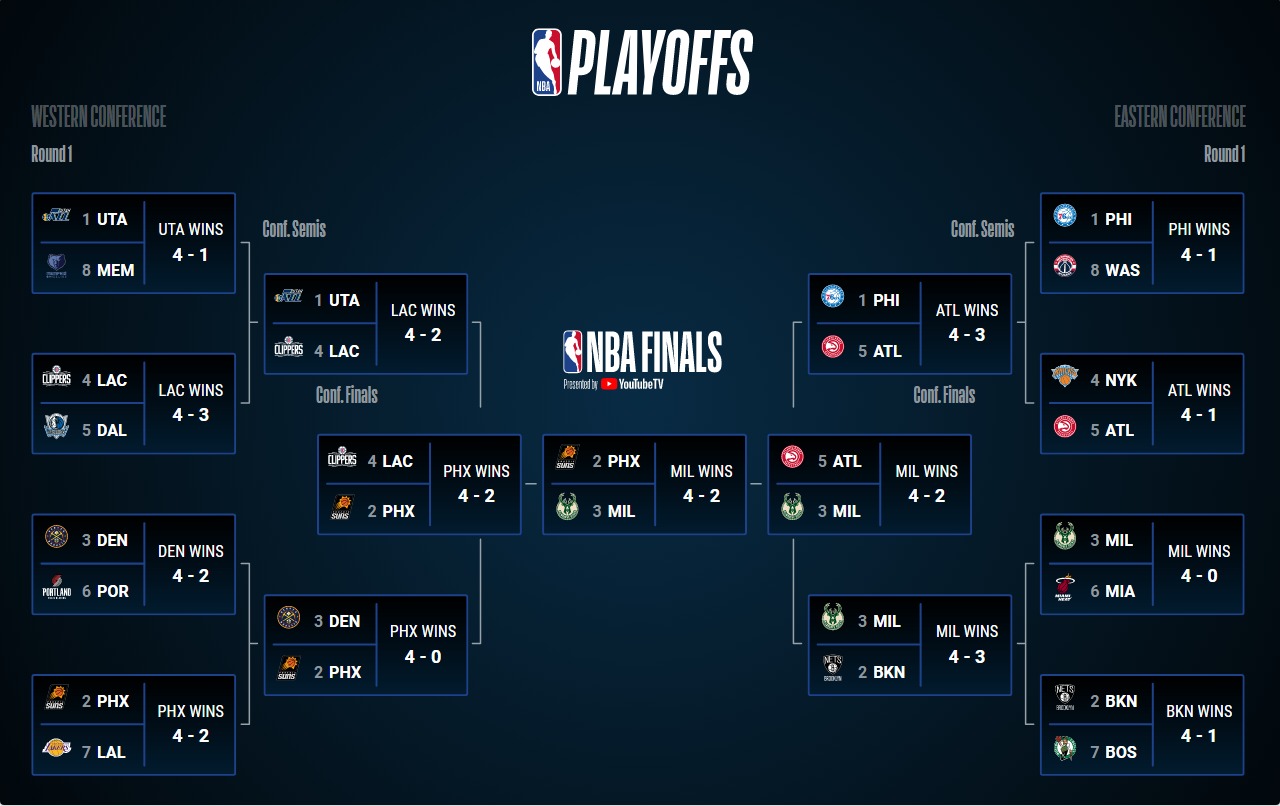 NBA PLAYOFFS
WESTERN CONFERENCE
Round 1
1 UTA
8 MEM
UTA WINS
4 - 1
4 LAC
5 DAL
LAC WINS
4 - 3
3 DEN
6 POR
DEN WINS
4 - 2
2 PHX
7 LAL
PHX WINS
4 - 2
Conf. Semis
1 UTA
4 LAC
LAC WINS
4 - 2
3 DEN
2 PHX
PHX WINS
4 - 0
Conf. Finals
4 LAC
2 PHX
PHX WINS
4 - 2
NBA NBA FINALS
Presented by YouTubeTV
2 PHX
3 MIL
MIL WINS
4 - 2
Conf. Finals
5 ATL
3 MIL
MIL WINS
4 - 2
Conf. Semis
1 PHI
5 ATL
ATL WINS
4 - 3
3 MIL
2 BKN
MIL WINS
4 - 3
EASTERN CONFERENCE
Round 1
1 PHI
8 WAS
PHI WINS
4 - 1
4 NYK
5 ATL
ATL WINS
4 - 1
3 MIL
6 MIA
MIL WINS
4 - 0
2 BKN
7 BOS
BKN WINS
4 - 1